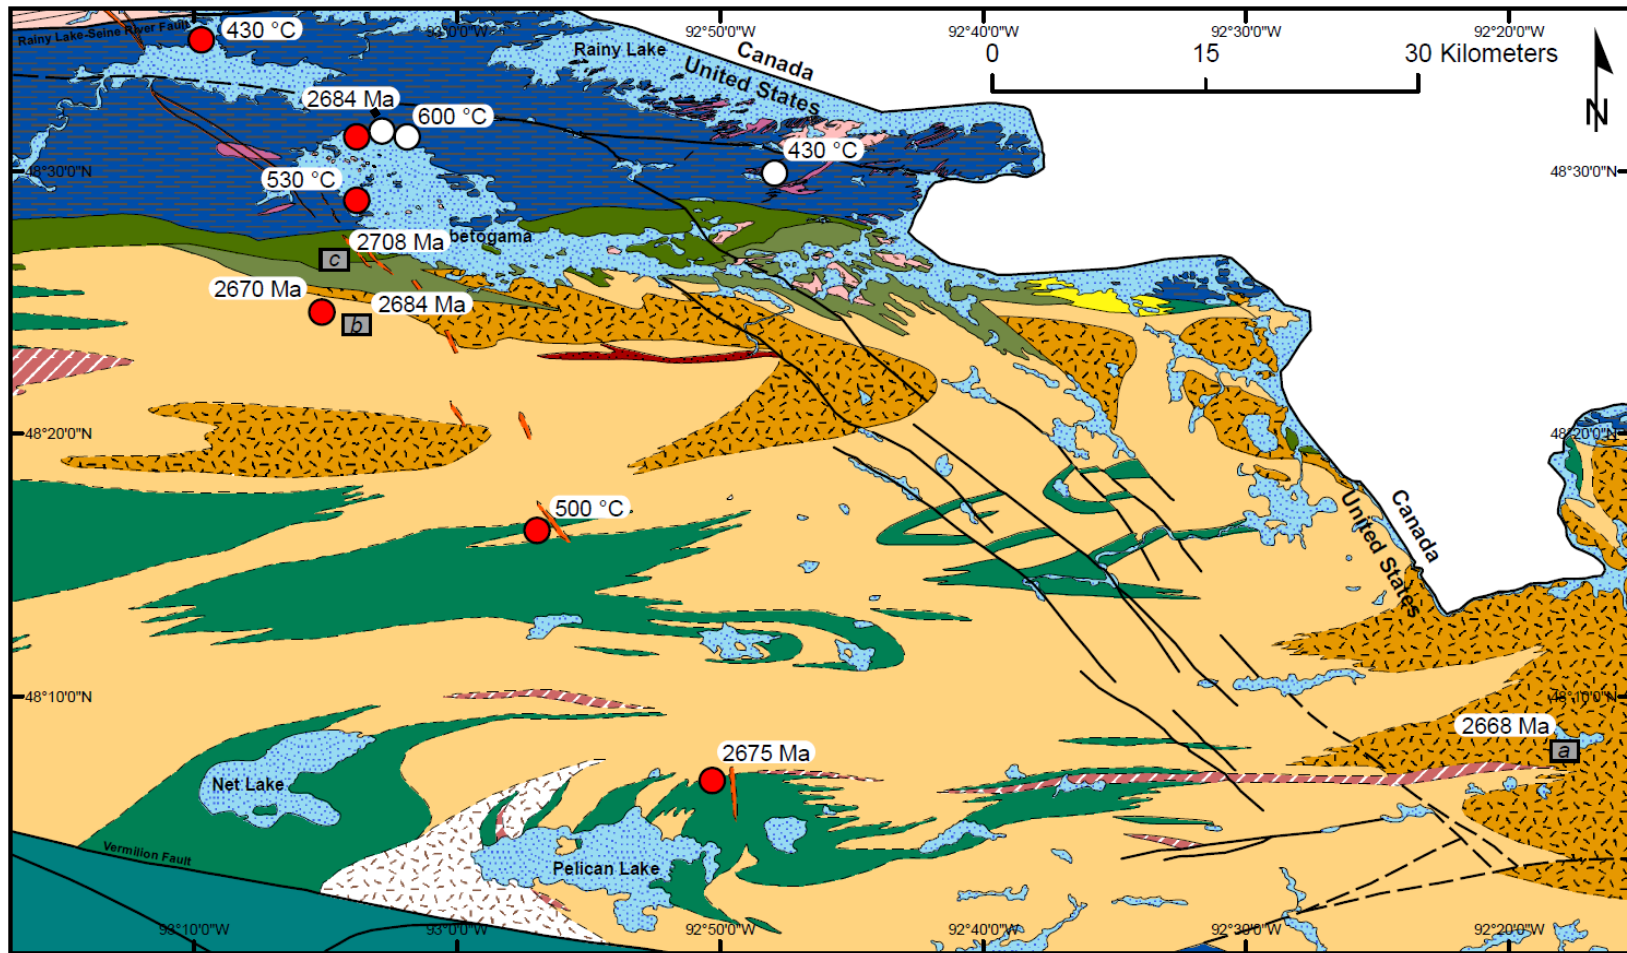 93°0'0"W
92°50'0"W
92°40'0"W
92°30'0"W
92°20'0"W
Rainy Lake-Seine River Fault
430 °C
Rainy Lake
Canada
United States
0 15 30 Kilometers
N
2684 Ma
600 °C
430 °C
48°30'0"N
48°30'0"N
530 °C
2708 Ma
betogama
c
2670 Ma
2684 Ma
b
48°20'0"N
48°20'0"N
500 °C
Canada
United States
48°10'0"N
48°10'0"N
2668 Ma
a
2675 Ma
Net Lake
Vermilion Fault
Pelican Lake
93°10'0"W
93°0'0"W
92°50'0"W
92°40'0"W
92°30'0"W
92°20'0"W